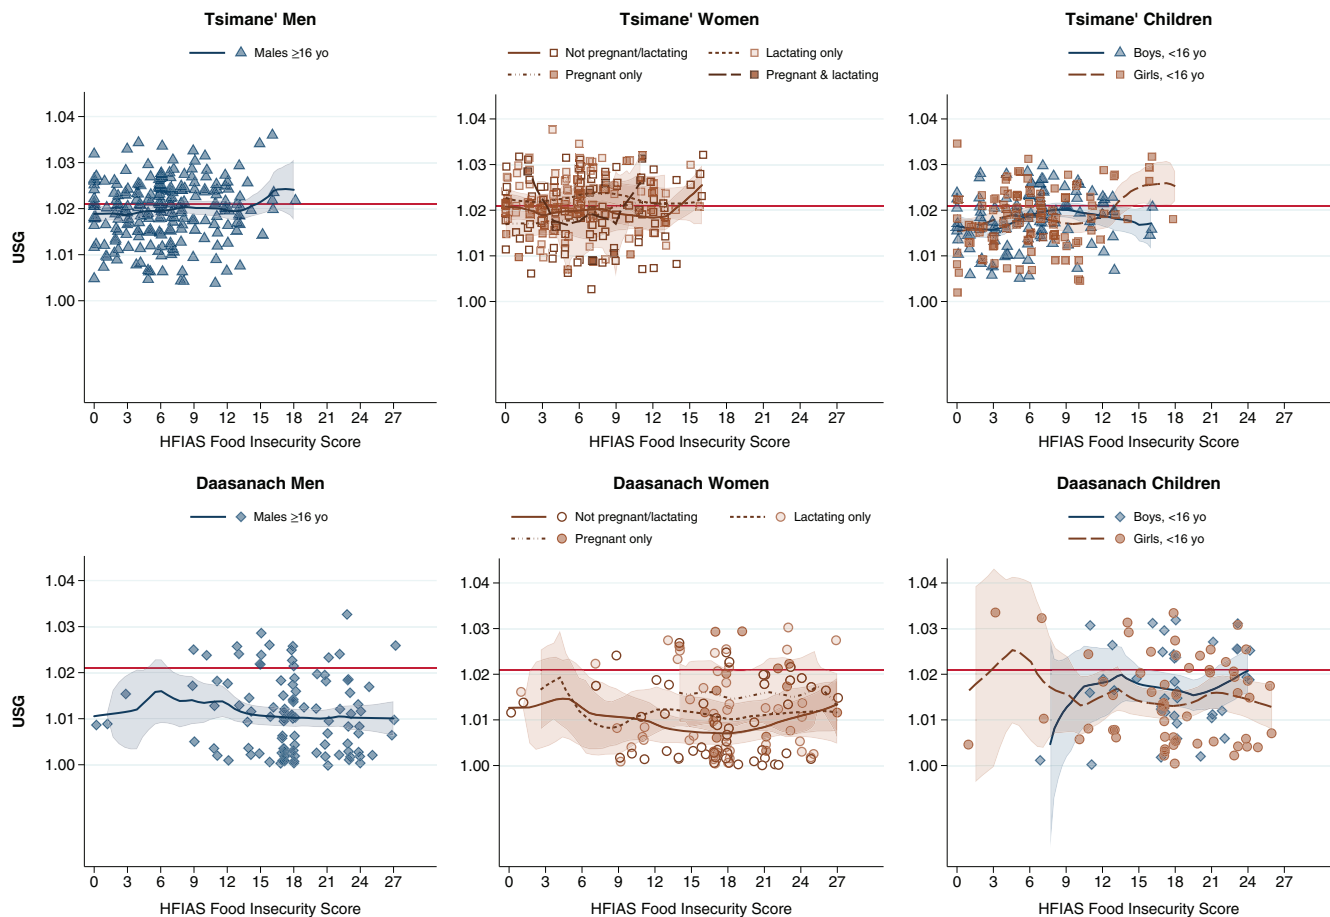 Tsimane' Men
Males ≥16 yo
1.04
1.03
1.02
1.01
1.00
USG
0 3 6 9 10 12 15 18 21 24 27
HFIAS Food Insecurity Score
Tsimane' Women
Not pregnant/lactating Lactating only
Pregnant only Pregnant & lactating
1.04
1.03
1.02
1.01
1.00
0 3 6 9 12 15 18 21 24 27
HFIAS Food Insecurity Score
Tsimane' Children
Boys, <16 yo
Girls, <16 yo
1.04
1.03
1.02
1.01
1.00
0 3 6 9 12 15 18 21 24 27
HFIAS Food Insecurity Score
Daasanach Men
Males ≥16 yo
1.04
1.03
1.02
1.01
1.00
USG
0 3 6 9 12 15 18 21 24 27
HFIAS Food Insecurity Score
Daasanach Women
Not pregnant/lactating Lactating only
Pregnant only
1.04
1.03
1.02
1.01
1.00
0 3 6 9 12 15 18 21 24 27
HFIAS Food Insecurity Score
Daasanach Children
Boys, <16 yo
Girls, <16 yo
1.04
1.03
1.02
1.01
1.00
0 3 6 9 12 15 18 21 24 27
HFIAS Food Insecurity Score